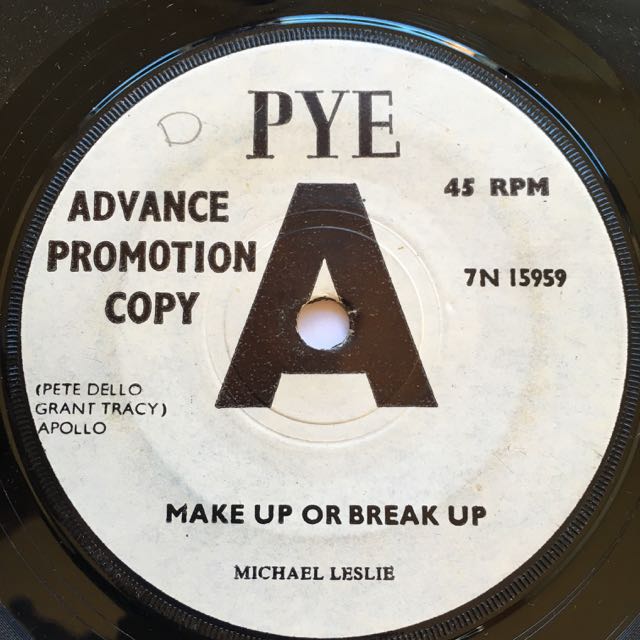 PYE
ADVANCE
PROMOTION
COPY
A
45 RPM
7N 15959
(PETE DELLO
GRANT TRACY)
APOLLO
MAKE UP OR BREAK UP
MICHAEL LESLIE